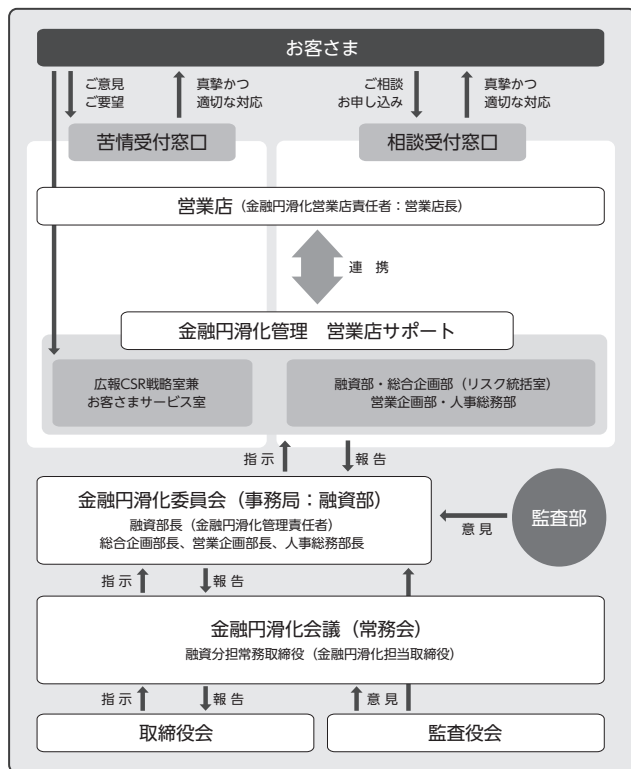 お客さま
ご意見
ご要望
真摯かつ
適切な対応
ご相談
お申し込み
真摯かつ
適切な対応
苦情受付窓口
相談受付窓口
営業店（金融円滑化営業店責任者：営業店長）
連 携
金融円滑化管理　営業店サポート
広報CSR戦略室兼
お客さまサービス室
融資部・総合企画部（リスク統括室）
営業企画部・人事総務部
指 示
報 告
金融円滑化委員会（事務局：融資部）
融資部長（金融円滑化管理責任者）
総合企画部長、営業企画部長、人事総務部長
意 見
監査部
指 示
報 告
金融円滑化会議（常務会）
融資分担常務取締役（金融円滑化担当取締役）
指 示
報 告
意 見
取締役会
監査役会